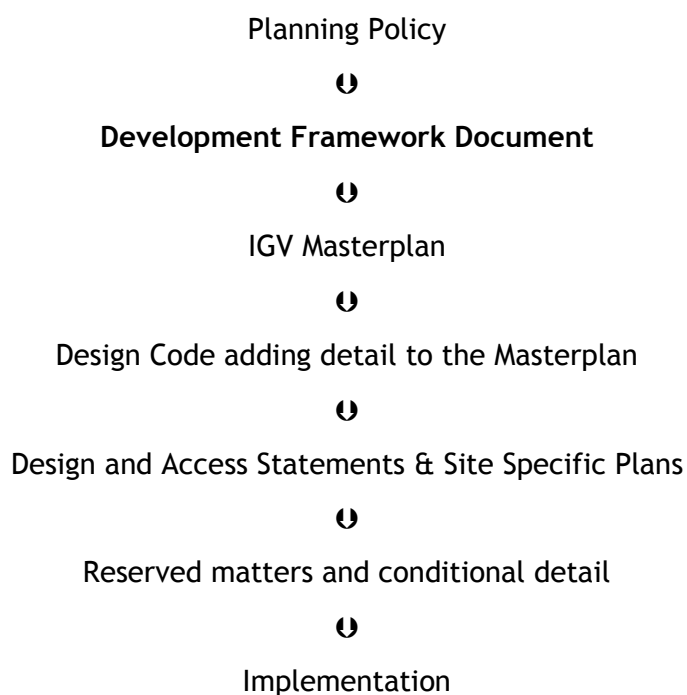 Planning Policy
Development Framework Document
IGV Masterplan
Design Code adding detail to the Masterplan
Design and Access Statements & Site Specific Plans
Reserved matters and conditional detail
Implementation